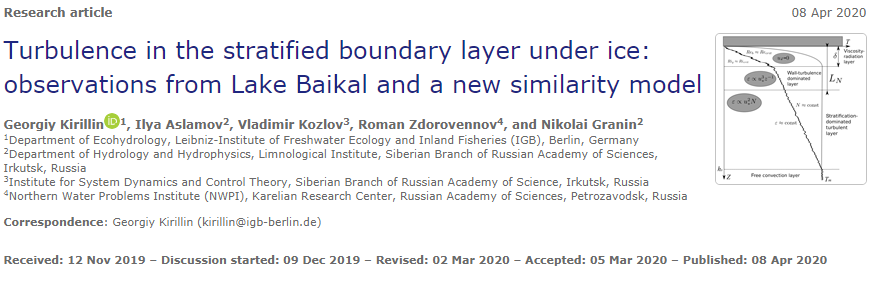 Research article
08 Apr 2020
Turbulence in the stratified boundary layer under ice:
observations from Lake Baikal and a new similarity model
Georgiy Kirillin iD 1, Ilya Aslamov2, Vladimir Kozlov3, Roman Zdorovennov4, and Nikolai Granin2
1Department of Ecohydrology, Leibniz-Institute of Freshwater Ecology and Inland Fisheries (IGB), Berlin, Germany
2Department of Hydrology and Hydrophysics, Limnological Institute, Siberian Branch of Russian Academy of Sciences,
Irkutsk, Russia
3Institute for System Dynamics and Control Theory, Siberian Branch of Russian Academy of Science, Irkutsk, Russia
4Northern Water Problems Institute (NWPI), Karelian Research Center, Russian Academy of Sciences, Petrozavodsk, Russia
Correspondence: Georgiy Kirillin (kirillin@igb-berlin.de)
Received: 12 Nov 2019 – Discussion started: 09 Dec 2019 – Revised: 02 Mar 2020 – Accepted: 05 Mar 2020 – Published: 08 Apr 2020
T
Viscosity-
radiation
layer
δ
Wall-turbulence
dominated
layer
L_N
N ≈ const
ε ≈ const
Stratification-
dominated
turbulent
layer
Free convection layer
Z